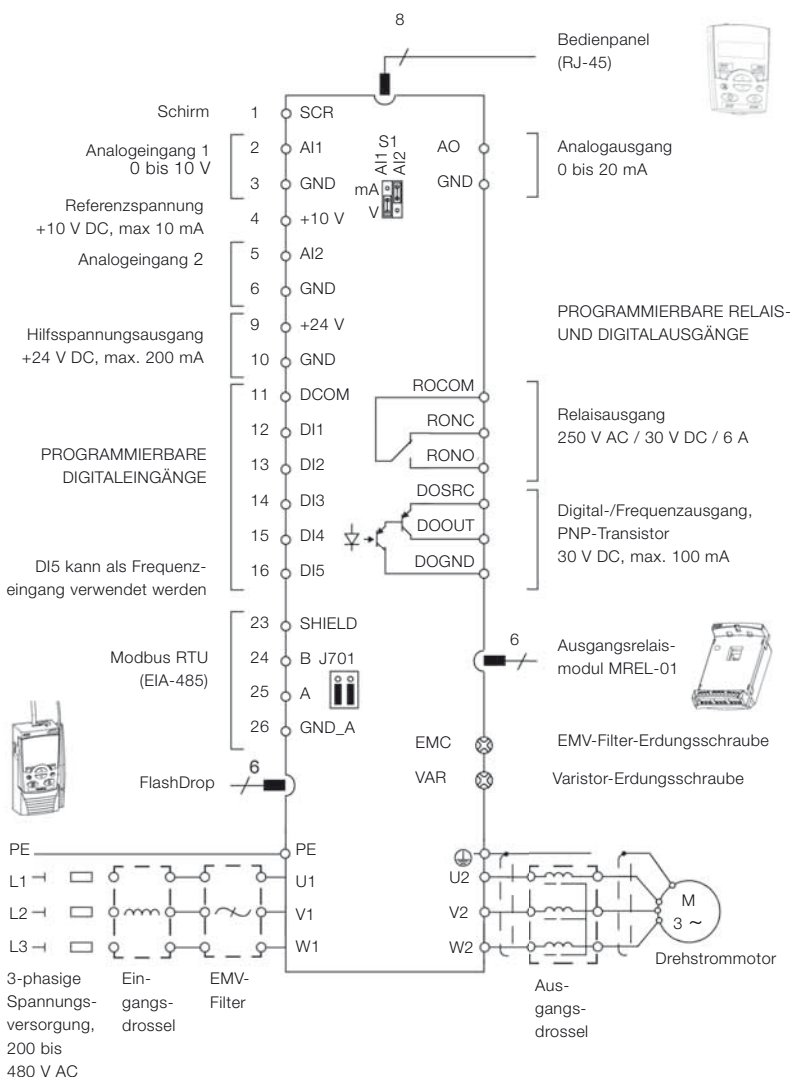 8
Bedienpanel
(RJ-45)
Schirm 1 SCR
Analogeingang 1
0 bis 10 V
2 AI1
3 GND
S1
AI1
AI2
mA
V
AO
GND
Analogausgang
0 bis 20 mA
Referenzspannung
+10 V DC, max 10 mA
4 +10 V
Analogeingang 2
5 AI2
6 GND
Hilfsspannungsausgang
+24 V DC, max. 200 mA
9 +24 V
10 GND
PROGRAMMIERBARE RELAIS-
UND DIGITALAUSGÄNGE
PROGRAMMIERBARE
DIGITALEINGÄNGE
11 DCOM
12 DI1
13 DI2
14 DI3
15 DI4
16 DI5
DI5 kann als Frequenz-
eingang verwendet werden
ROCOM
RONC
RONO
Relaisausgang
250 V AC / 30 V DC / 6 A
DOSRC
DOOUT
DOGND
Digital-/Frequenzausgang,
PNP-Transistor
30 V DC, max. 100 mA
Modbus RTU
(EIA-485)
23 SHIELD
24 B J701
25 A
26 GND_A
6
Ausgangsrelais-
modul MREL-01
EMC EMV-Filter-Erdungsschraube
VAR Varistor-Erdungsschraube
FlashDrop 6
PE PE
L1 U1 U2
L2 V1 V2
L3 W1 W2
M
3 ~
Drehstrommotor
3-phasige
Spannungs-
versorgung,
200 bis
480 V AC
Ein-
gangs-
drossel
EMV-
Filter
Aus-
gangs-
drossel